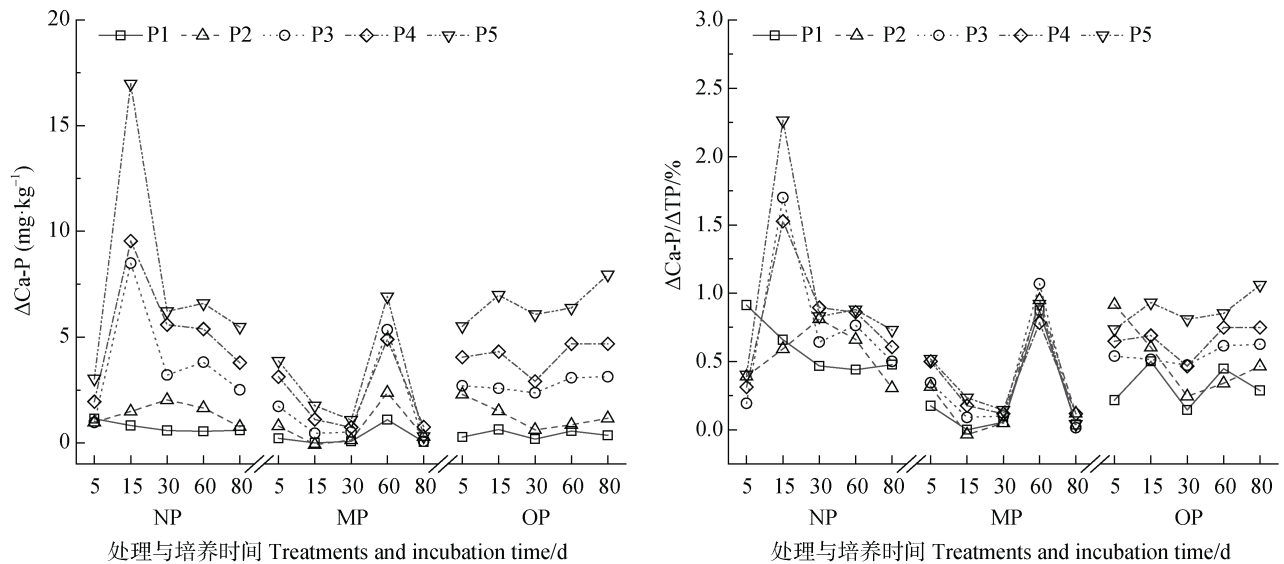 ΔCa-P (mg·kg⁻¹)
20
15
10
5
0
P1 P2 P3 P4 P5
5 15 30 60 80 5 15 30 60 80 5 15 30 60 80
NP MP OP
处理与培养时间 Treatments and incubation time/d
ΔCa-P/ΔTP/%
3.0
2.5
2.0
1.5
1.0
0.5
0.0
P1 P2 P3 P4 P5
5 15 30 60 80 5 15 30 60 80 5 15 30 60 80
NP MP OP
处理与培养时间 Treatments and incubation time/d